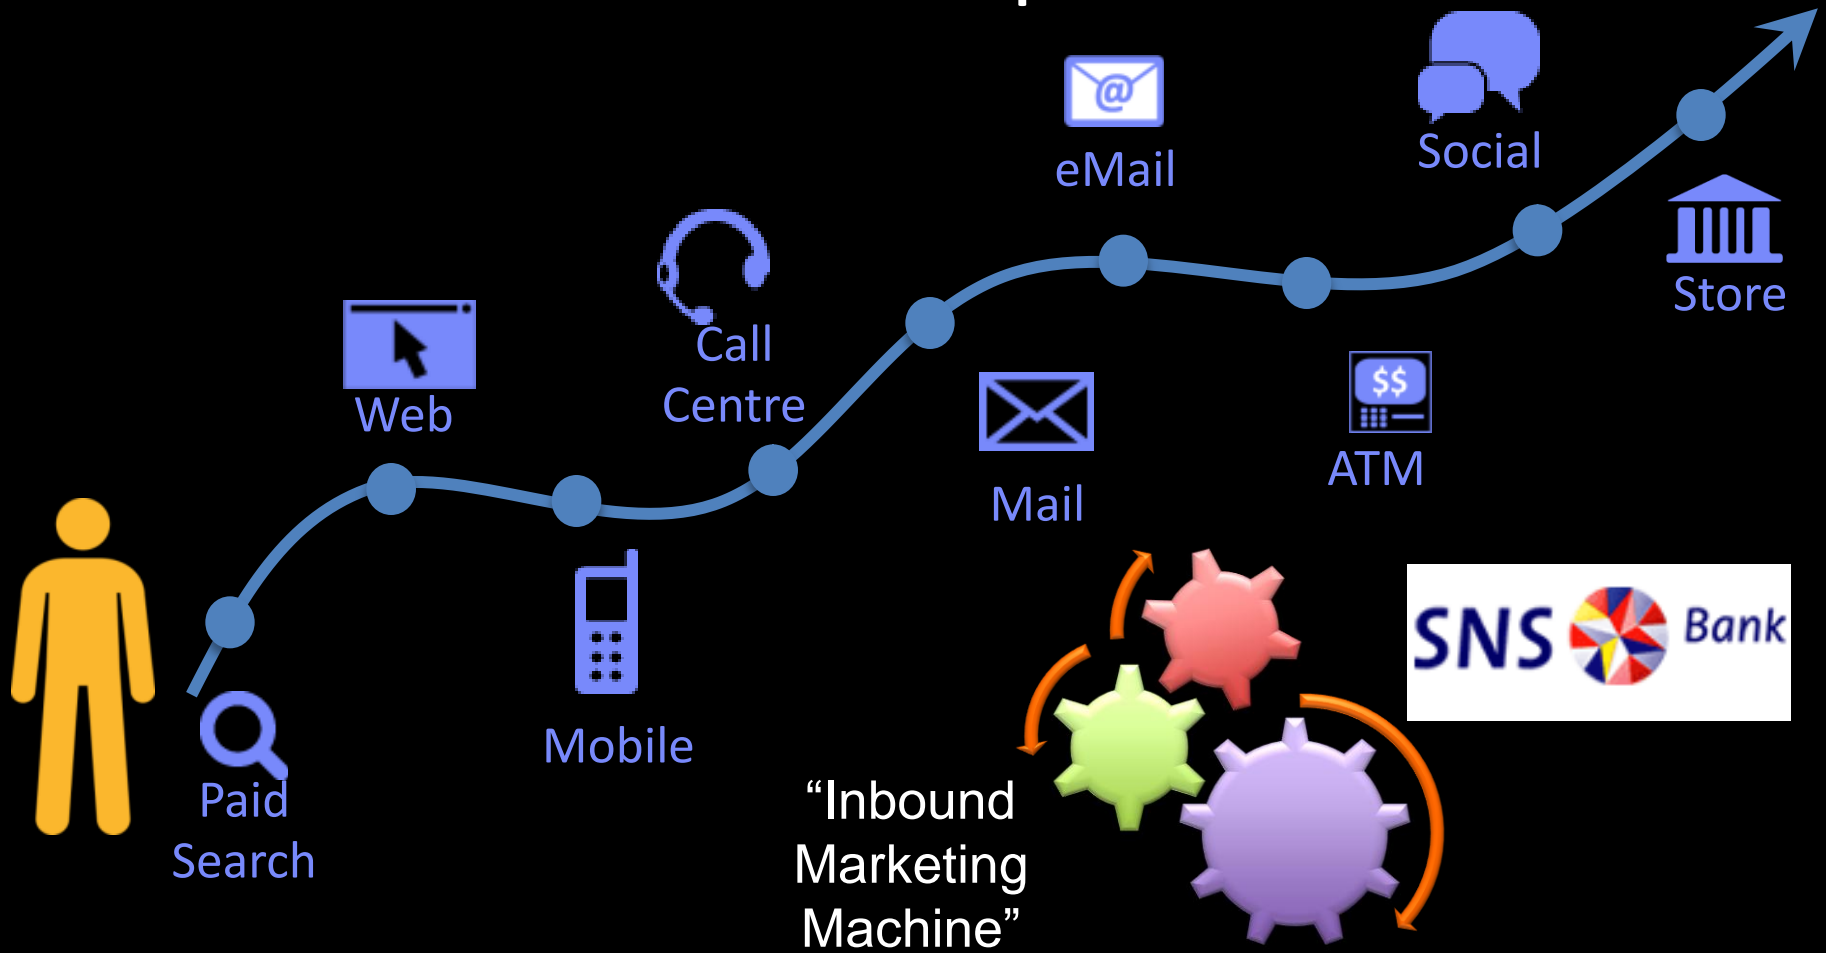 Paid
Search
Web
Mobile
Call
Centre
Mail
@
eMail
$$
ATM
Social
Store
“Inbound
Marketing
Machine”
SNS Bank